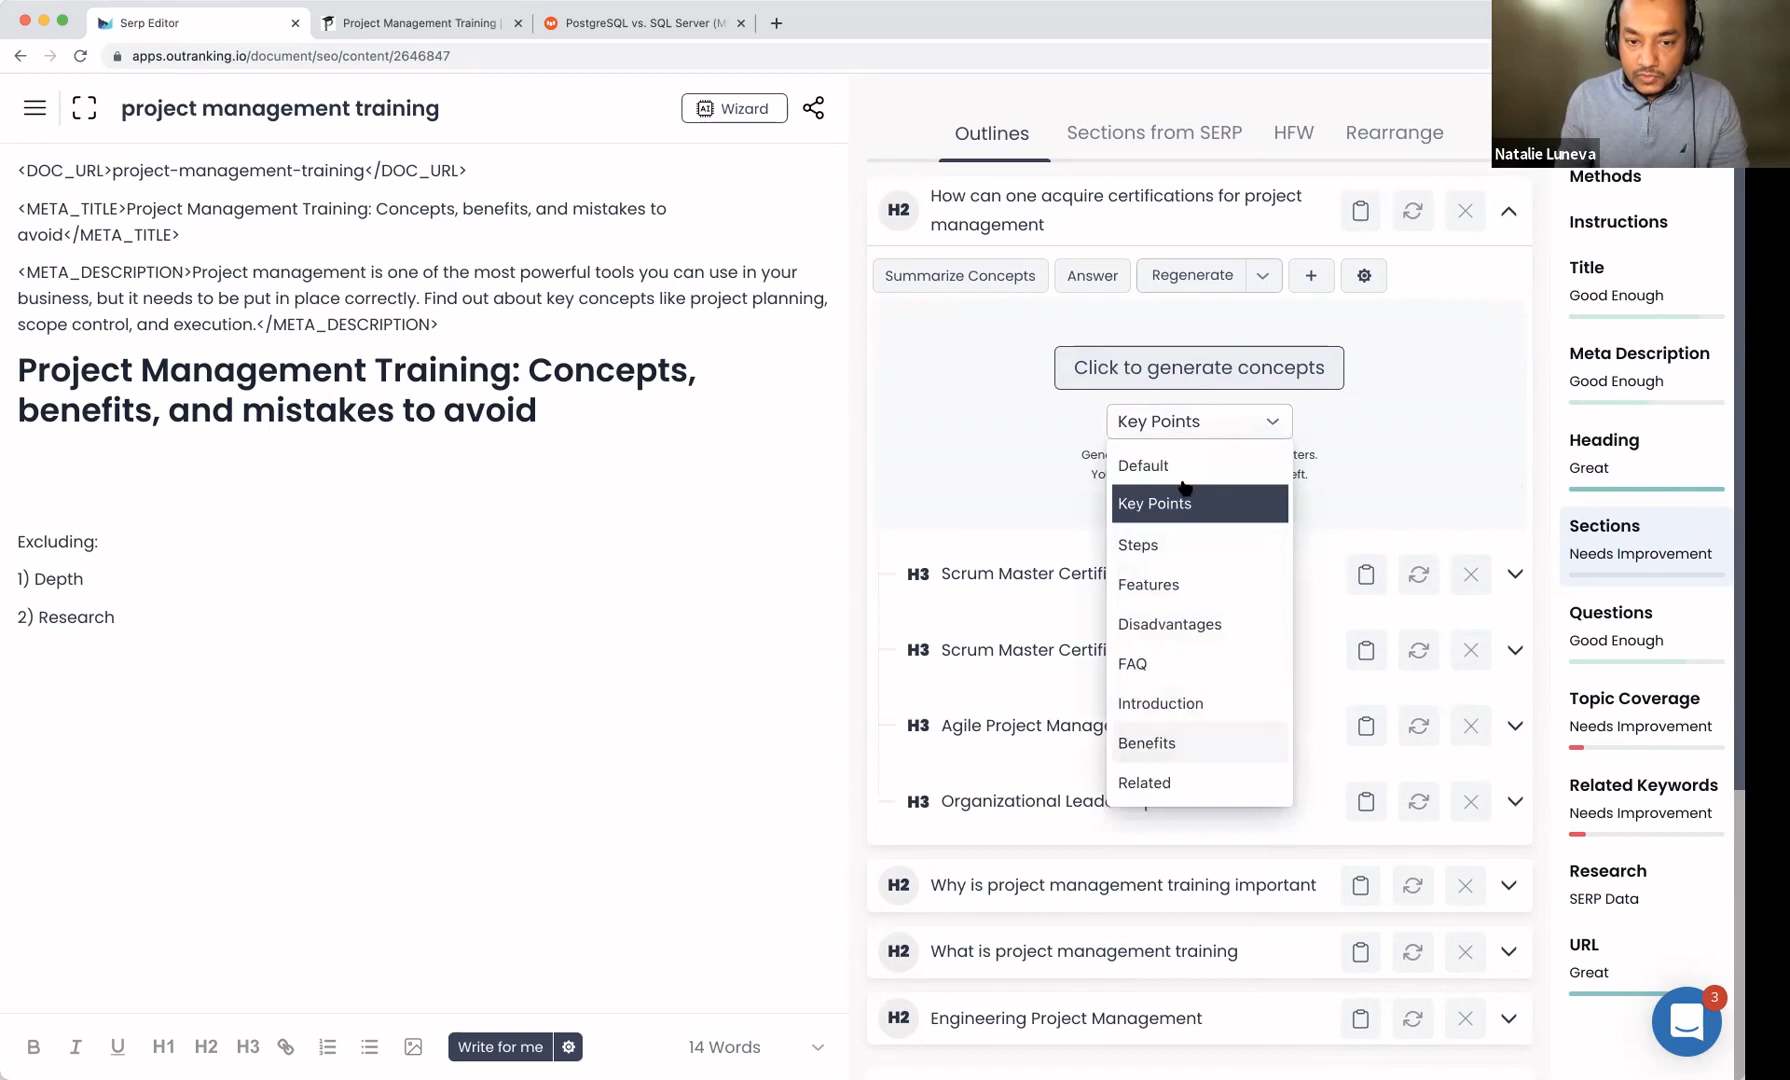 Serp Editor
Project Management Training |
PostgreSQL vs. SQL Server (M
apps.outranking.io/document/seo/content/2646847
project management training
Wizard
<DOC_URL>project-management-training</DOC_URL>
<META_TITLE>Project Management Training: Concepts, benefits, and mistakes to
avoid</META_TITLE>
<META_DESCRIPTION>Project management is one of the most powerful tools you can use in your
business, but it needs to be put in place correctly. Find out about key concepts like project planning,
scope control, and execution.</META_DESCRIPTION>
Project Management Training: Concepts,
benefits, and mistakes to avoid
Excluding:
1) Depth
2) Research
B I U H1 H2 H3
Write for me
14 Words
Outlines
Sections from SERP
HFW
Rearrange
H2
How can one acquire certifications for project
management
Summarize Concepts
Answer
Regenerate
+
Click to generate concepts
Key Points
Default
Key Points
Steps
Features
Disadvantages
FAQ
Introduction
Benefits
Related
H3 Scrum Master Certifi
H3 Scrum Master Certifi
H3 Agile Project Manage
H3 Organizational Leade
H2 Why is project management training important
H2 What is project management training
H2 Engineering Project Management
Natalie Luneva
Methods
Instructions
Title
Good Enough
Meta Description
Good Enough
Heading
Great
Sections
Needs Improvement
Questions
Good Enough
Topic Coverage
Needs Improvement
Related Keywords
Needs Improvement
Research
SERP Data
URL
Great
3